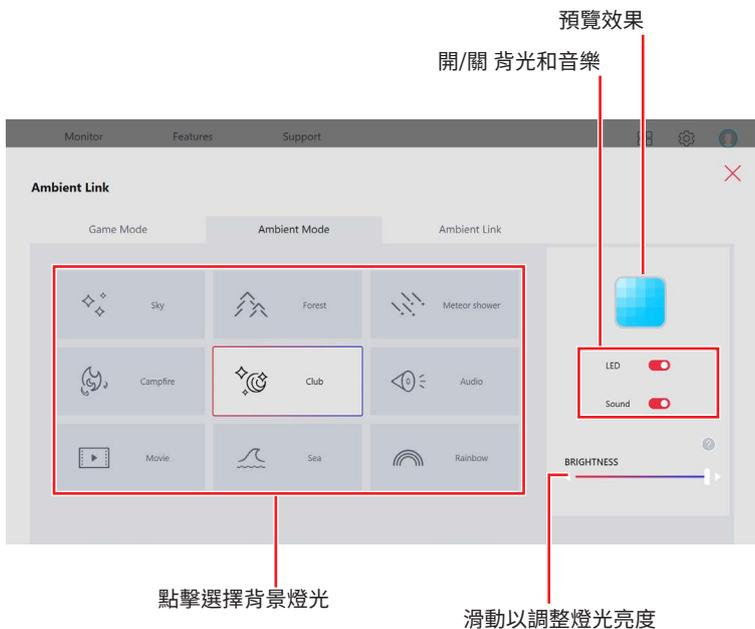 預覽效果
開/關 背光和音樂
Monitor Features Support
Ambient Link
Game Mode Ambient Mode Ambient Link
Sky Forest Meteor shower
LED
Campfire Club Audio
Sound
Movie Sea Rainbow
BRIGHTNESS
點擊選擇背景燈光
滑動以調整燈光亮度